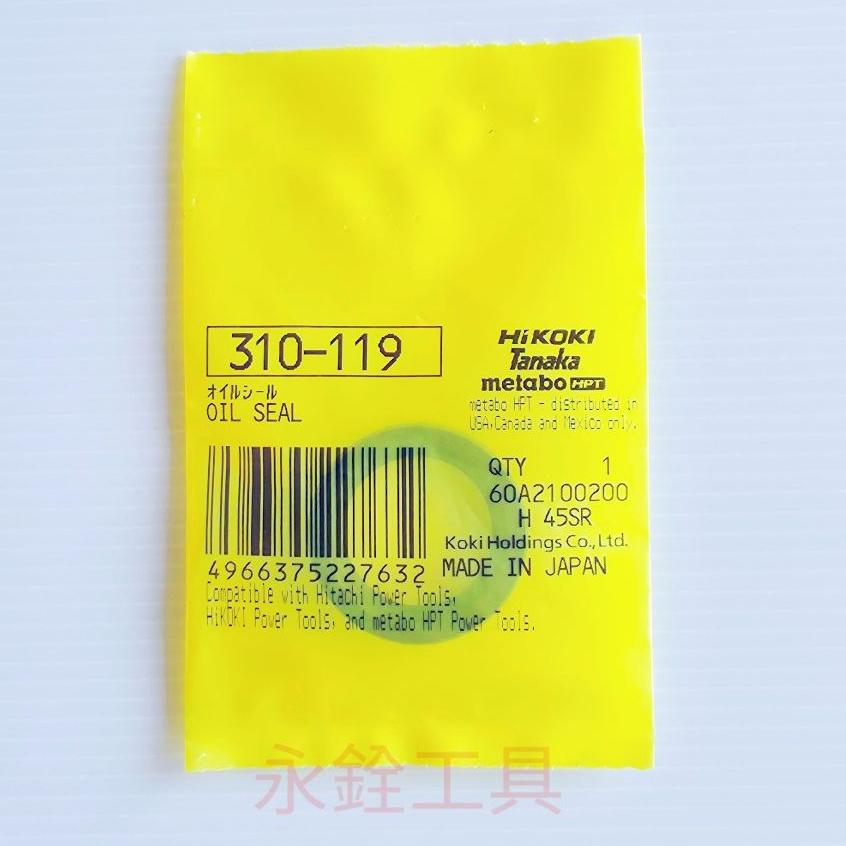 310-119
オイルシール
OIL SEAL
HiKOKI
Tanaka
metabo HPT
metabo HPT - distributed in
USA,Canada and Mexico only.
QTY 1
60A2100200
H 45SR
Koki Holdings Co., Ltd.
4966375227632
MADE IN JAPAN
Compatible with Hitachi Power Tools,
HiKOKI Power Tools, and metabo HPT Power Tools.
永銓工具